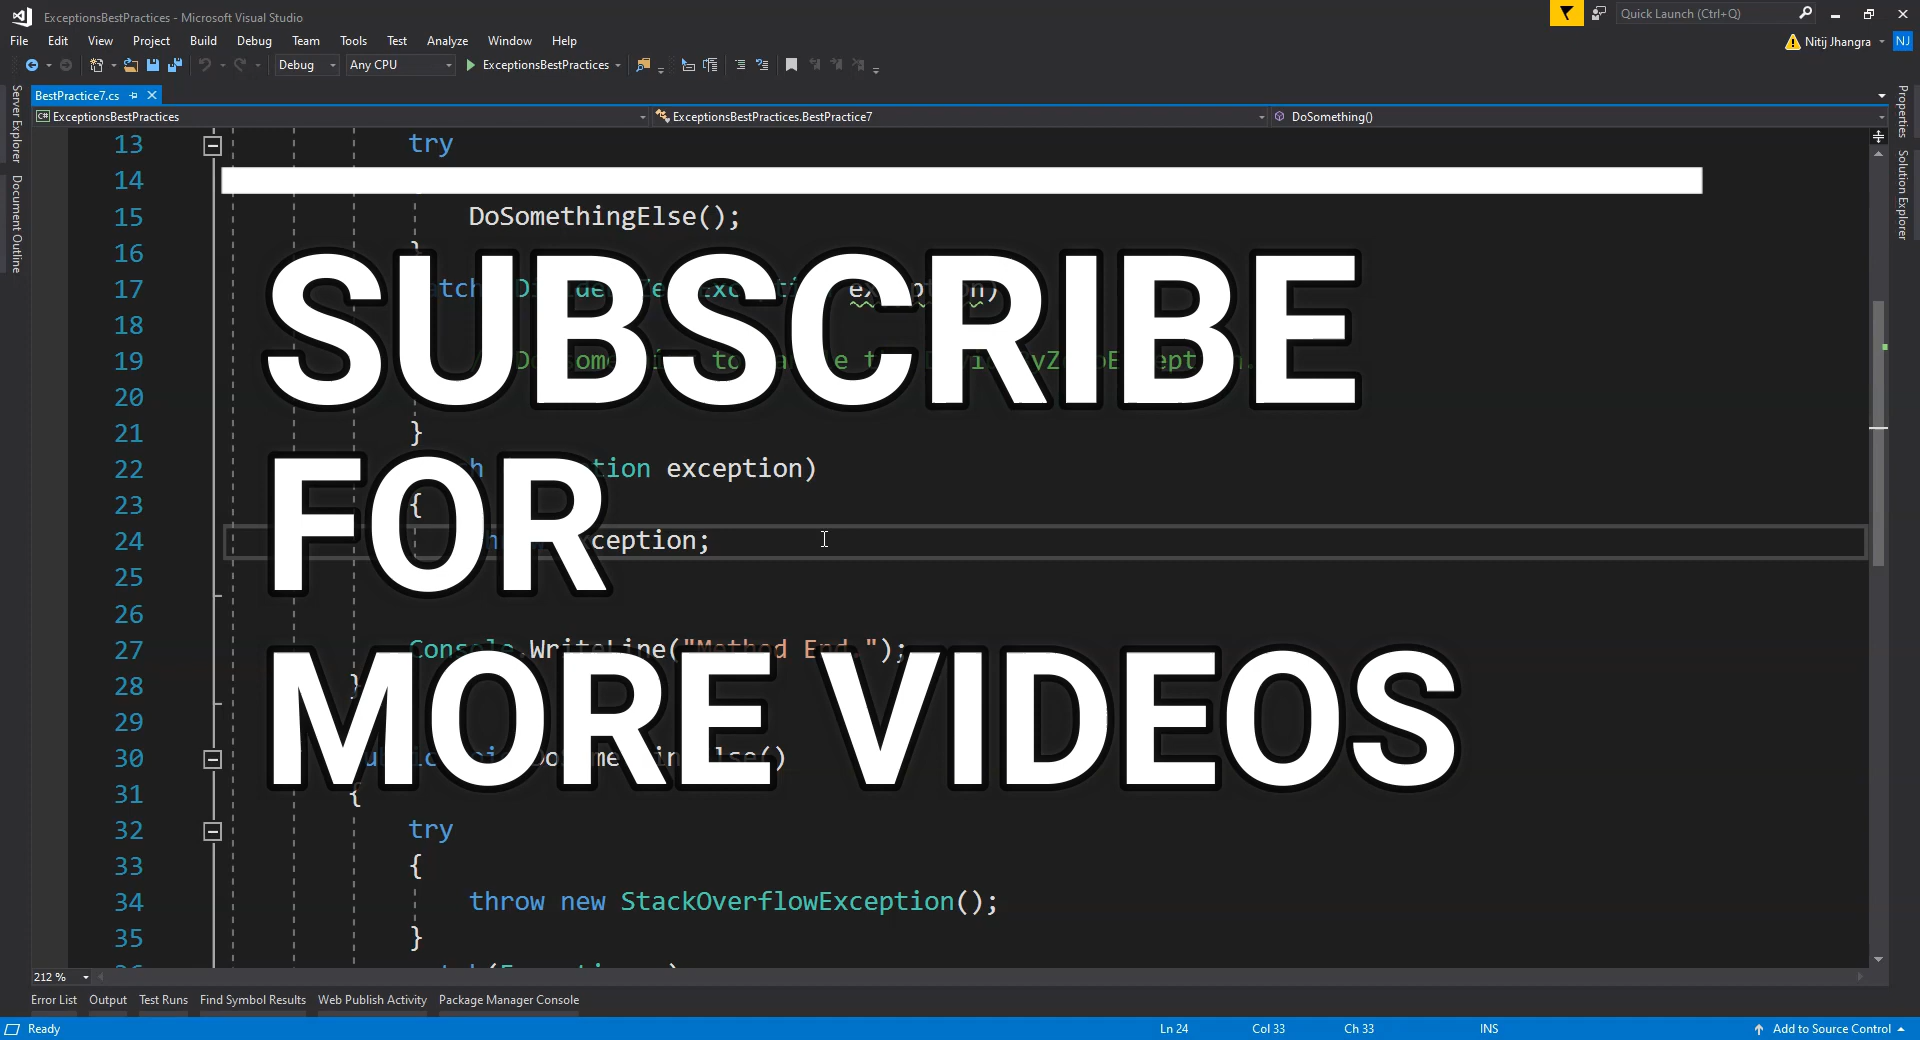 ExceptionsBestPractices - Microsoft Visual Studio
Quick Launch (Ctrl+Q)
File Edit View Project Build Debug Team Tools Test Analyze Window Help
Nitij Jhangra NJ
Debug Any CPU ExceptionsBestPractices
BestPractice7.cs
C# ExceptionsBestPractices ExceptionsBestPractices.BestPractice7 DoSomething()
Server Explorer
Document Outline
Properties
Solution Explorer
13 try
14
15 DoSomethingElse();
16 }
17
18
19
20
21 }
22 exception)
23 {
24 exception;
25
26
27 Console.WriteLine("Method End.");
28 }
29
30
31 {
32 try
33 {
34 throw new StackOverflowException();
35 }
SUBSCRIBE
FOR
MORE VIDEOS
212 %
Error List Output Test Runs Find Symbol Results Web Publish Activity Package Manager Console
Ready Ln 24 Col 33 Ch 33 INS Add to Source Control